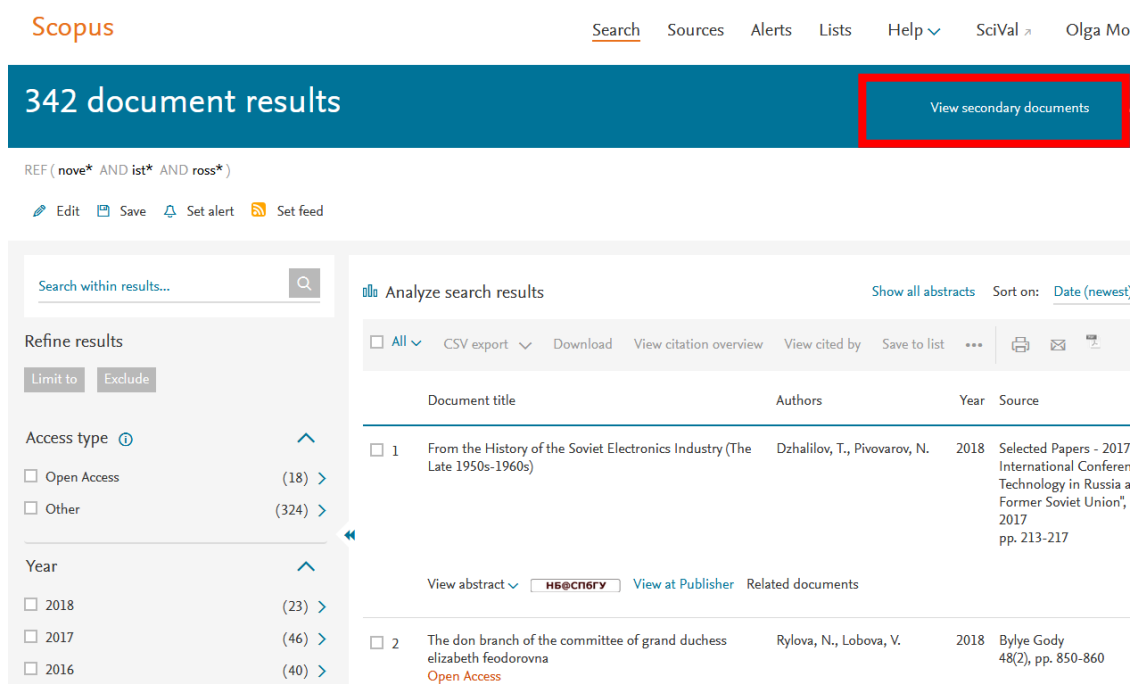 Scopus
Search Sources Alerts Lists Help SciVal Olga Mo
342 document results
View secondary documents
REF ( nove* AND ist* AND ross* )
Edit Save Set alert Set feed
Search within results...
Analyze search results
Show all abstracts Sort on: Date (newest)
Refine results
All CSV export Download View citation overview View cited by Save to list •••
Limit to Exclude
Document title Authors Year Source
Access type
1 From the History of the Soviet Electronics Industry (The Dzhalilov, T., Pivovarov, N. 2018 Selected Papers - 2017
Late 1950s-1960s) International Conferen
Open Access (18)
Technology in Russia a
Former Soviet Union",
Other (324)
2017
pp. 213-217
Year
View abstract НБ@СПбГУ View at Publisher Related documents
2018 (23)
2017 (46)
2 The don branch of the committee of grand duchess Rylova, N., Lobova, V. 2018 Bylye Gody
elizabeth feodorovna 48(2), pp. 850-860
2016 (40)
Open Access